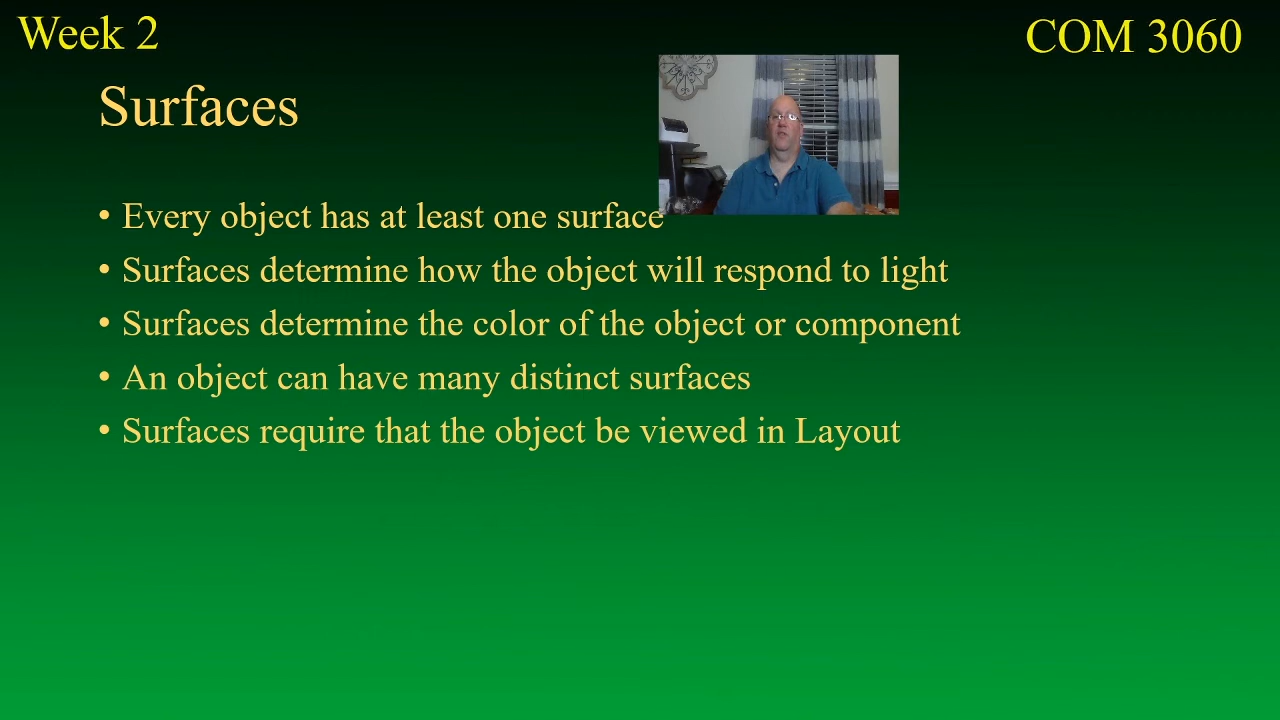 Week 2
COM 3060
Surfaces
• Every object has at least one surface
• Surfaces determine how the object will respond to light
• Surfaces determine the color of the object or component
• An object can have many distinct surfaces
• Surfaces require that the object be viewed in Layout